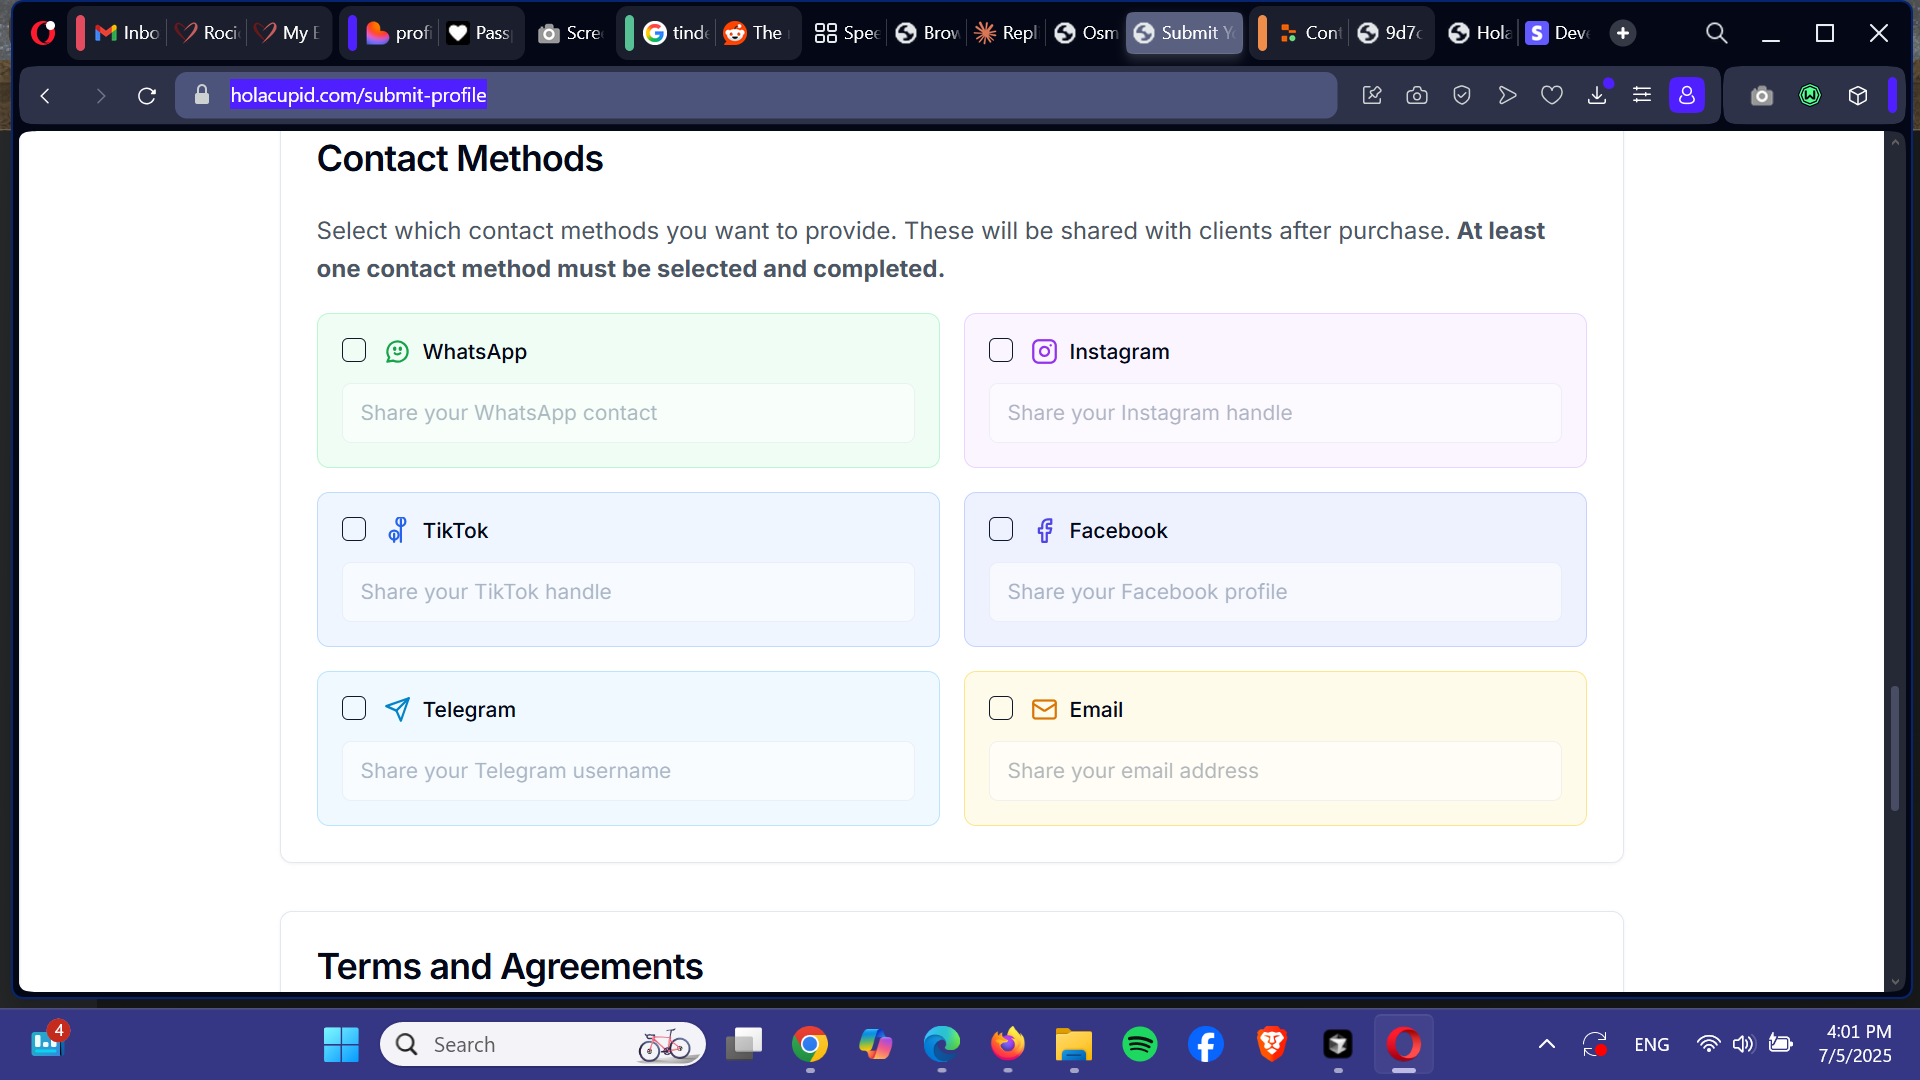 Inbo
Roci
My E
profi
Pass
Scre
tinde
The
Spee
Brow
Repl
Osm
Submit Y
Cont
9d7c
Hola
S
Deve
holacupid.com/submit-profile
Contact Methods
Select which contact methods you want to provide. These will be shared with clients after purchase. At least
one contact method must be selected and completed.
WhatsApp
Share your WhatsApp contact
Instagram
Share your Instagram handle
TikTok
Share your TikTok handle
Facebook
Share your Facebook profile
Telegram
Share your Telegram username
Email
Share your email address
Terms and Agreements
4
Search
ENG
4:01 PM
7/5/2025